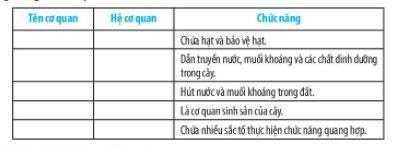 Tên cơ quan Hệ cơ quan Chức năng
Chứa hạt và bảo vệ hạt.
Dẫn truyền nước, muối khoáng và các chất dinh dưỡng
trong cây.
Hút nước và muối khoáng trong đất.
Là cơ quan sinh sản của cây.
Chứa nhiều sắc tố thực hiện chức năng quang hợp.